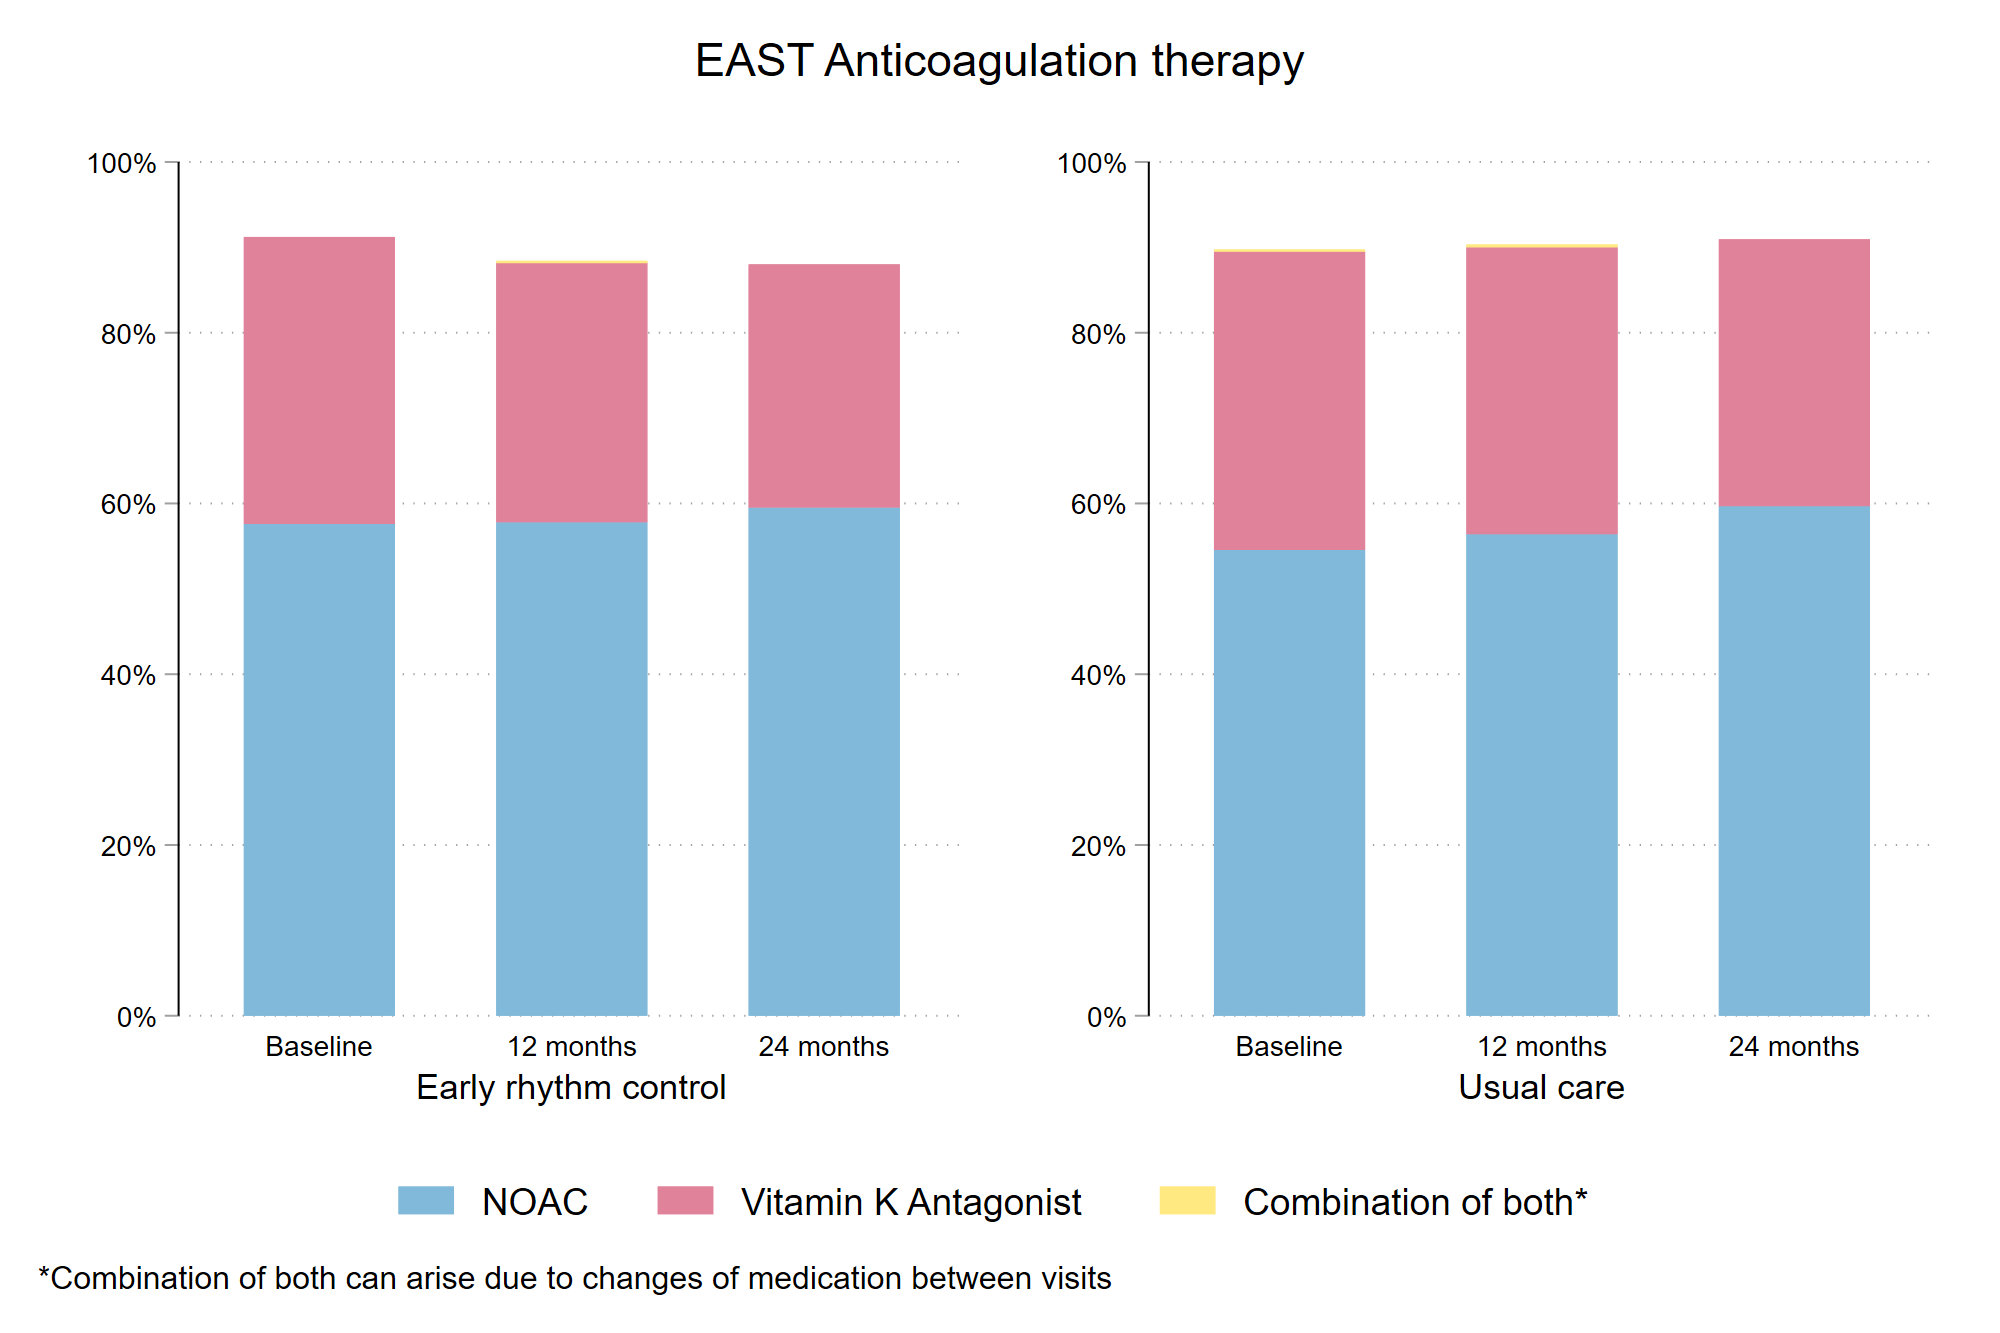 EAST Anticoagulation therapy
100%
80%
60%
40%
20%
0%
Baseline 12 months 24 months
Early rhythm control
100%
80%
60%
40%
20%
0%
Baseline 12 months 24 months
Usual care
NOAC Vitamin K Antagonist Combination of both*
*Combination of both can arise due to changes of medication between visits